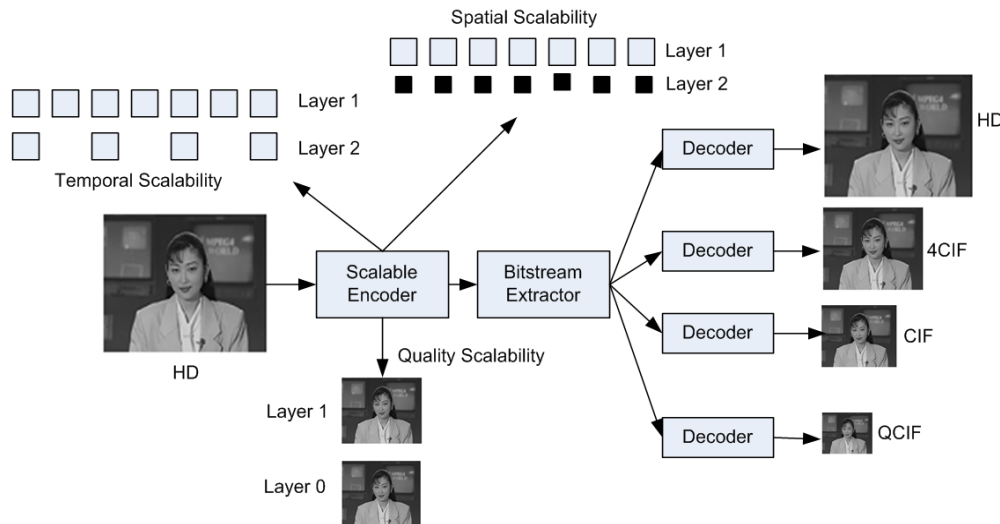 Spatial Scalability
Layer 1
Layer 2
Layer 1
Layer 2
Temporal Scalability
HD
Scalable
Encoder
Bitstream
Extractor
Quality Scalability
Layer 1
Layer 0
Decoder
HD
Decoder
4CIF
Decoder
CIF
Decoder
QCIF